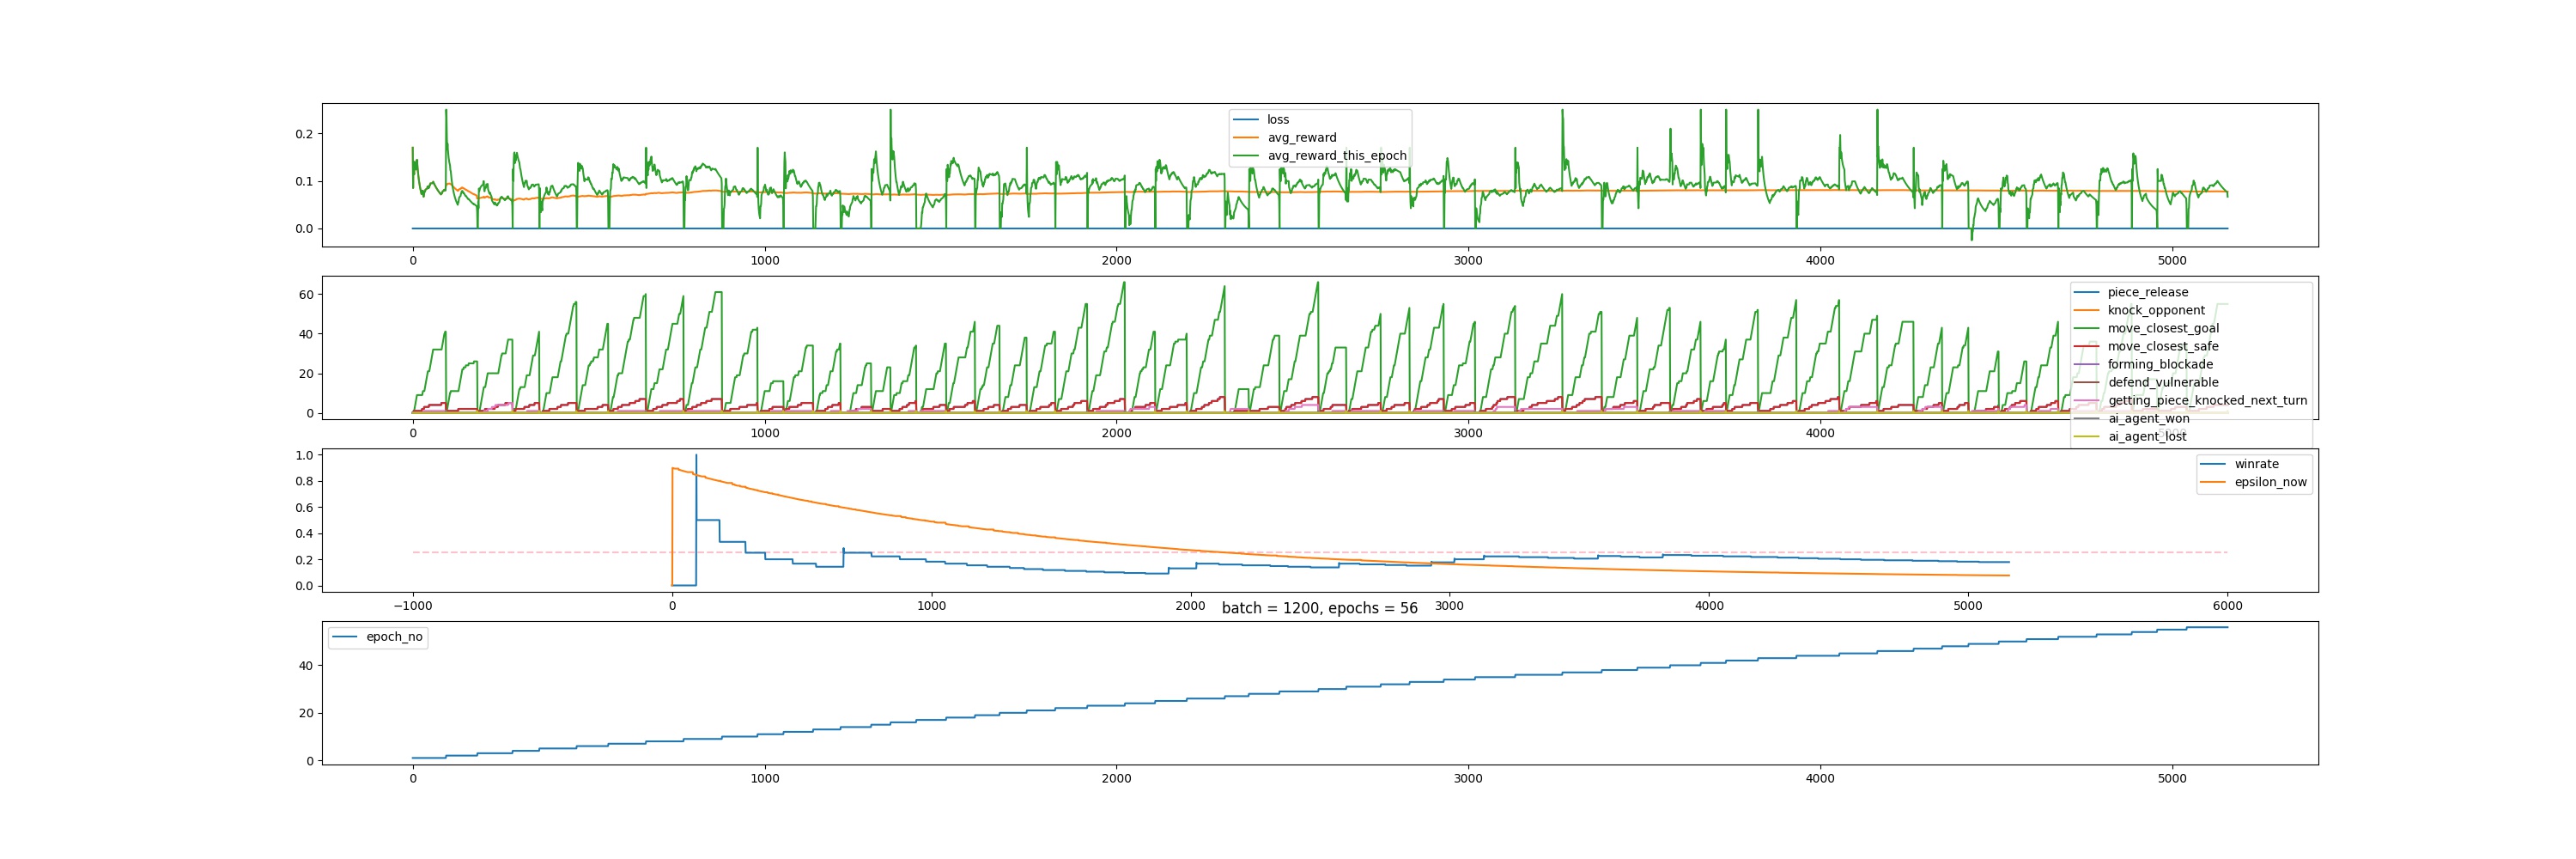 0.2
0.1
0.0
loss
avg_reward
avg_reward_this_epoch
0 1000 2000 3000 4000 5000
60
40
20
0
piece_release
knock_opponent
move_closest_goal
move_closest_safe
forming_blockade
defend_vulnerable
getting_piece_knocked_next_turn
ai_agent_won
ai_agent_lost
0 1000 2000 3000 4000 5000
1.0
0.8
0.6
0.4
0.2
0.0
winrate
epsilon_now
−1000 0 1000 2000 3000 4000 5000 6000
batch = 1200, epochs = 56
epoch_no
40
20
0
0 1000 2000 3000 4000 5000